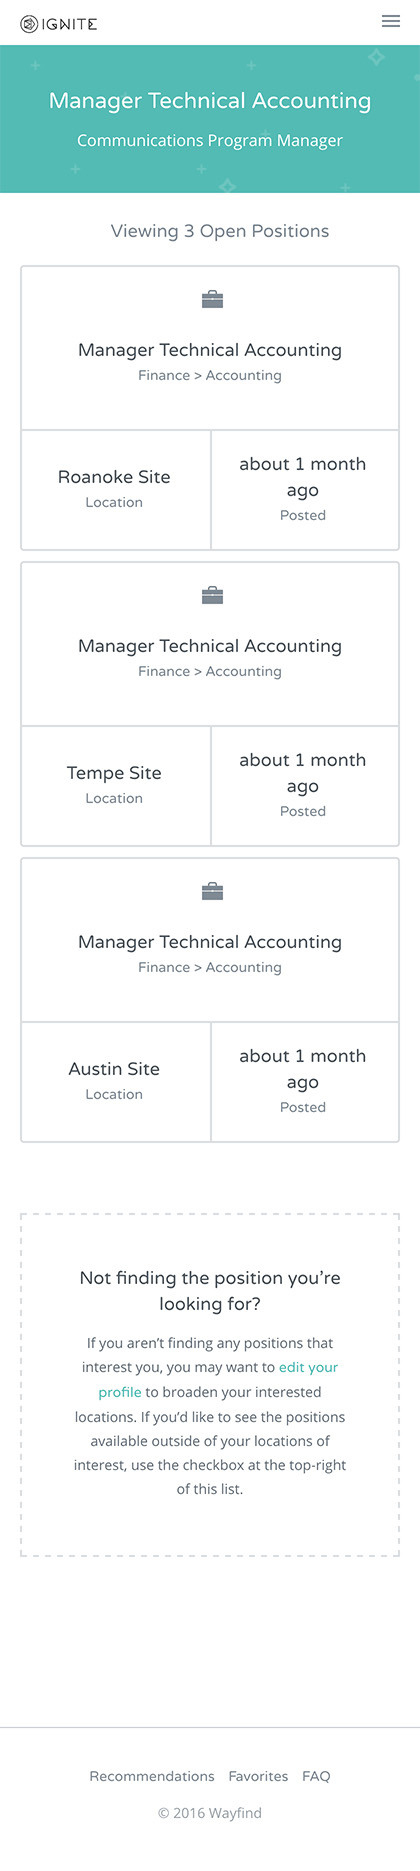 IGNITE
Manager Technical Accounting
Communications Program Manager
Viewing 3 Open Positions
Manager Technical Accounting
Finance > Accounting
Roanoke Site
Location
about 1 month
ago
Posted
Manager Technical Accounting
Finance > Accounting
Tempe Site
Location
about 1 month
ago
Posted
Manager Technical Accounting
Finance > Accounting
Austin Site
Location
about 1 month
ago
Posted
Not finding the position you’re
looking for?
If you aren’t finding any positions that
interest you, you may want to edit your
profile to broaden your interested
locations. If you’d like to see the positions
available outside of your locations of
interest, use the checkbox at the top-right
of this list.
Recommendations Favorites FAQ
© 2016 Wayfind